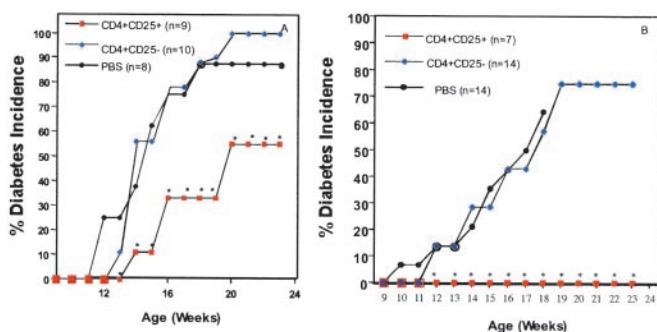 A
CD4+CD25+ (n=9)
CD4+CD25- (n=10)
PBS (n=8)
% Diabetes Incidence
100
90
80
70
60
50
40
30
20
10
0
12 16 20 24
Age (Weeks)
B
CD4+CD25+ (n=7)
CD4+CD25- (n=14)
PBS (n=14)
% Diabetes Incidence
100
90
80
70
60
50
40
30
20
10
0
9 10 11 12 13 14 15 16 17 18 19 20 21 22 23 24
Age (Weeks)